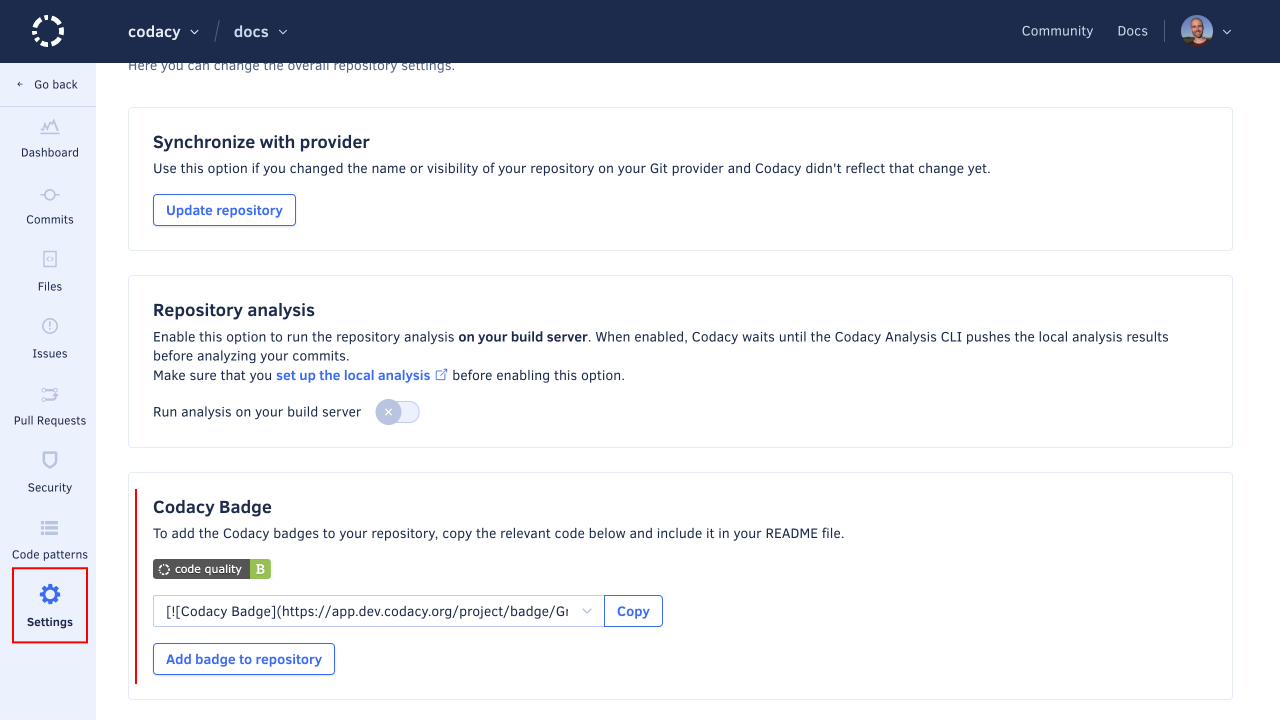 codacy / docs
Community Docs
Here you can change the overall repository settings.
← Go back
Dashboard
Commits
Files
Issues
Pull Requests
Security
Code patterns
Settings
Synchronize with provider
Use this option if you changed the name or visibility of your repository on your Git provider and Codacy didn't reflect that change yet.
Update repository
Repository analysis
Enable this option to run the repository analysis on your build server. When enabled, Codacy waits until the Codacy Analysis CLI pushes the local analysis results
before analyzing your commits.
Make sure that you set up the local analysis before enabling this option.
Run analysis on your build server
Codacy Badge
To add the Codacy badges to your repository, copy the relevant code below and include it in your README file.
code quality B
[![Codacy Badge](https://app.dev.codacy.org/project/badge/Gr Copy
Add badge to repository